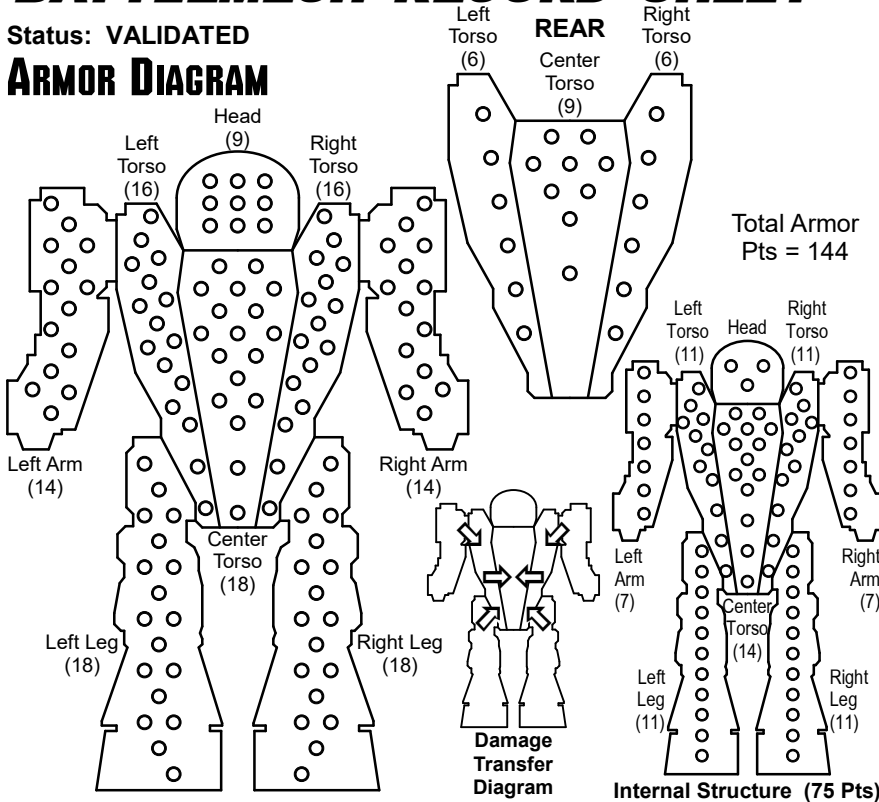 BATTLEMECH RECORD SHEET
Status: VALIDATED
ARMOR DIAGRAM
Head
(9)
Left
Torso
(16)
Right
Torso
(16)
Left Arm
(14)
Right Arm
(14)
Center
Torso
(18)
Left Leg
(18)
Right Leg
(18)
Left
Torso
(6)
REAR
Right
Torso
(6)
Center
Torso
(9)
Total Armor
Pts = 144
Left
Torso
(11)
Head
Right
Torso
(11)
Left
Arm
(7)
Right
Arm
(7)
Center
Torso
(14)
Left
Leg
(11)
Right
Leg
(11)
Damage
Transfer
Diagram
Internal Structure (75 Pts)